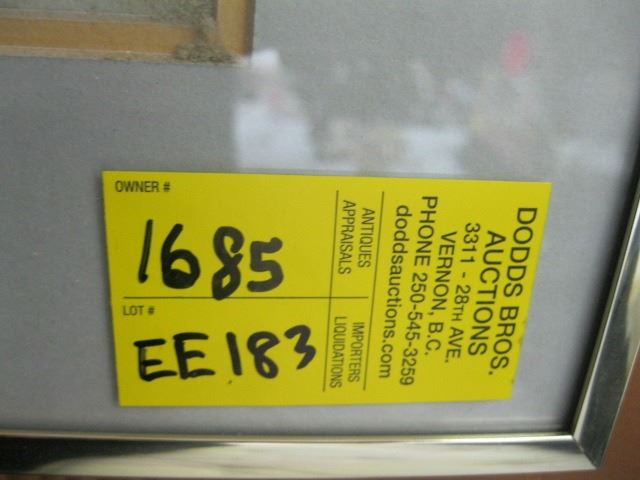 OWNER #
1685
LOT #
EE183
ANTIQUES
APPRAISALS
IMPORTERS
LIQUIDATIONS
DODDS BROS.
AUCTIONS
3311 - 28TH AVE.
VERNON, B.C.
PHONE 250-545-3259
doddsauctions.com